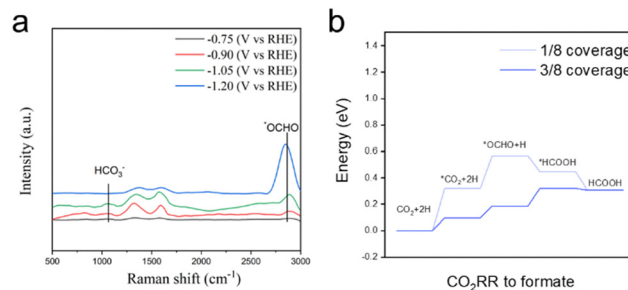 a
-0.75 (V vs RHE)
-0.90 (V vs RHE)
-1.05 (V vs RHE)
-1.20 (V vs RHE)
*OCHO
HCO₃⁻
Intensity (a.u.)
500 1000 1500 2000 2500 3000
Raman shift (cm⁻¹)
b
1/8 coverage
3/8 coverage
1.4
1.2
1.0
0.8
0.6
0.4
0.2
0.0
-0.2
Energy (eV)
CO₂+2H
*CO₂+2H
*OCHO+H
*HCOOH
HCOOH
CO₂RR to formate